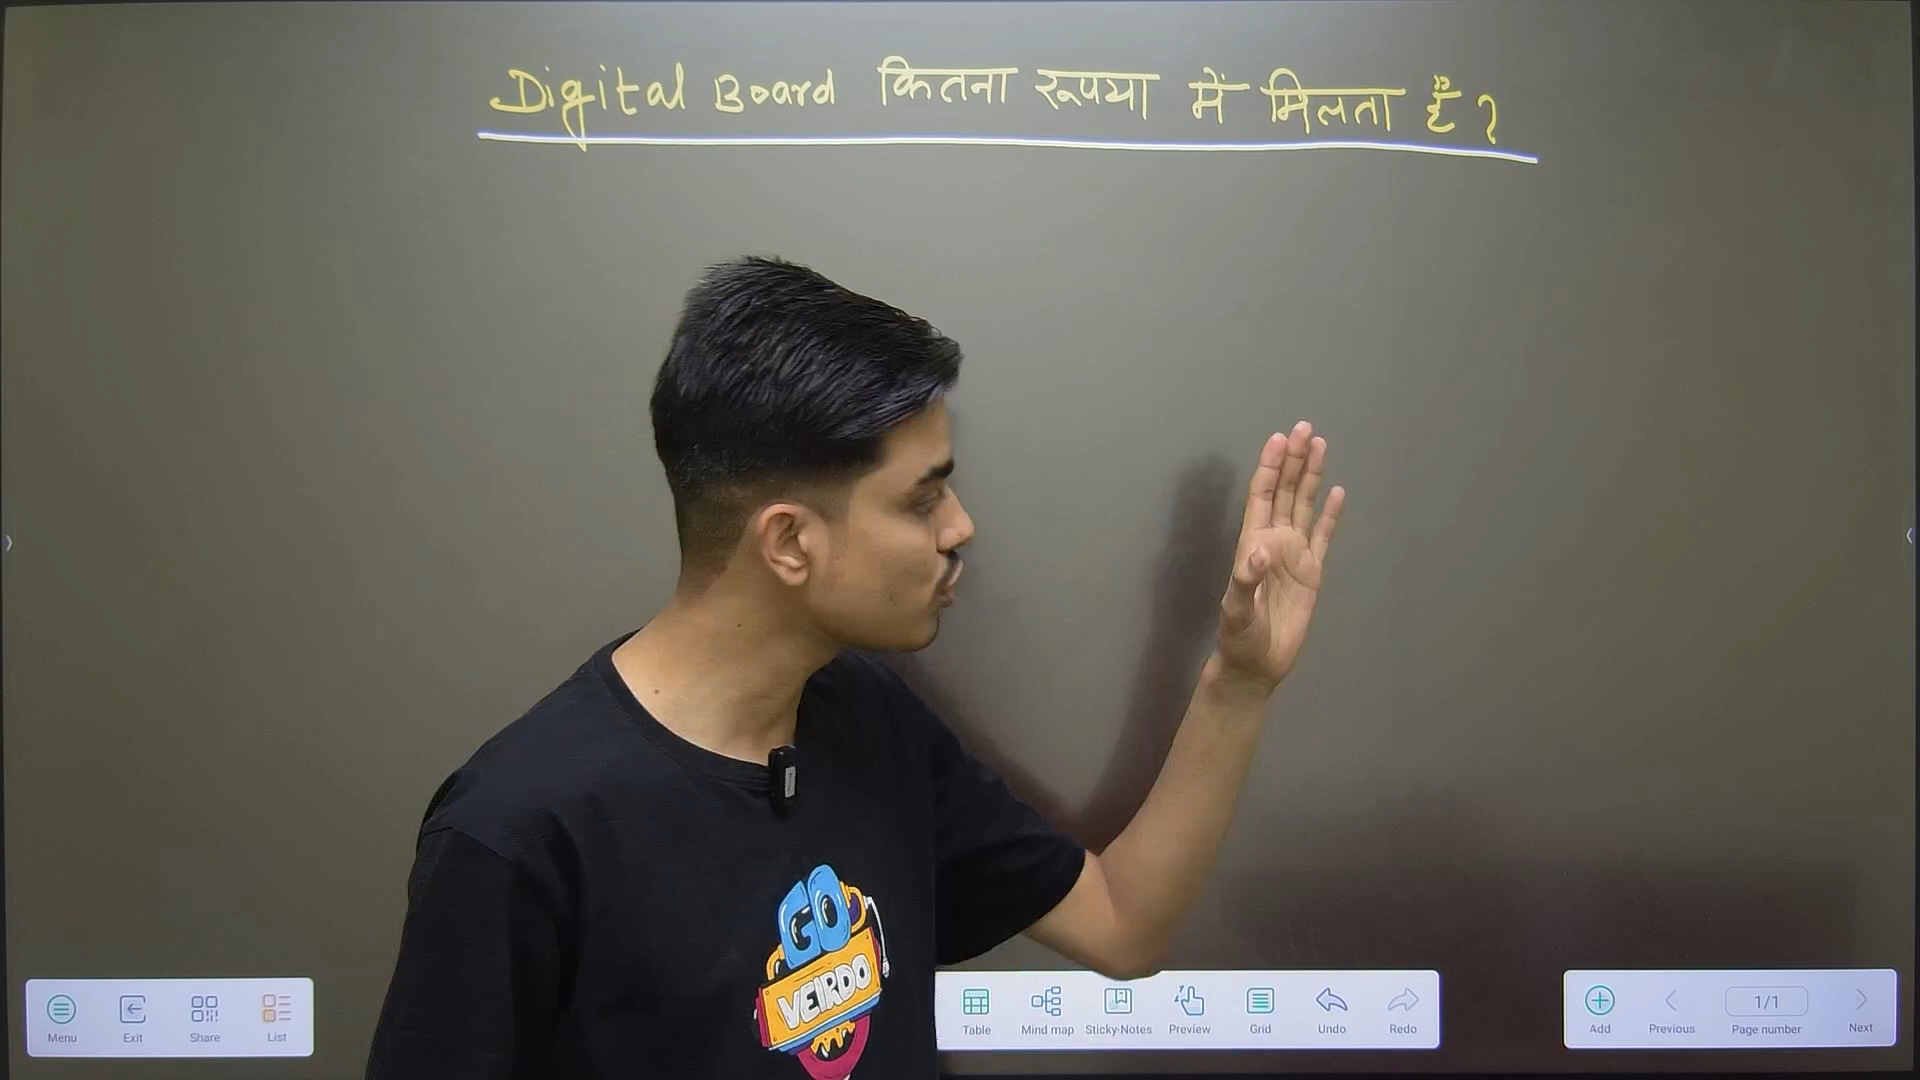 Digital Board कितना रूपया में मिलता हैं?
GO
VEIRDO
Menu Exit Share List
Table Mind map Sticky-Notes Preview Grid Undo Redo
Add Previous 1/1 Page number Next